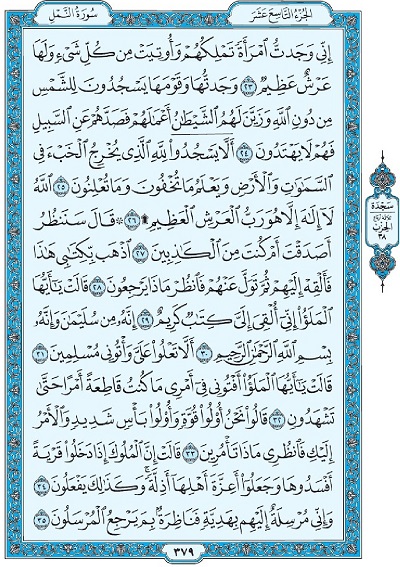 الجزء التاسع عشر
سورة النمل
إِنِّي وَجَدتُّ ٱمْرَأَةً تَمْلِكُهُمْ وَأُوتِيَتْ مِن كُلِّ شَىْءٍ وَلَهَا
عَرْشٌ عَظِيمٌ ٢٣ وَجَدتُّهَا وَقَوْمَهَا يَسْجُدُونَ لِلشَّمْسِ
مِن دُونِ ٱللَّهِ وَزَيَّنَ لَهُمُ ٱلشَّيْطَٰنُ أَعْمَٰلَهُمْ فَصَدَّهُمْ عَنِ ٱلسَّبِيلِ
فَهُمْ لَا يَهْتَدُونَ ٢٤ أَلَّا يَسْجُدُوا۟ لِلَّهِ ٱلَّذِى يُخْرِجُ ٱلْخَبْءَ فِى
ٱلسَّمَٰوَٰتِ وَٱلْأَرْضِ وَيَعْلَمُ مَا تُخْفُونَ وَمَا تُعْلِنُونَ ٢٥ ٱللَّهُ
لَآ إِلَٰهَ إِلَّا هُوَ رَبُّ ٱلْعَرْشِ ٱلْعَظِيمِ ۩ ٢٦ ۞ قَالَ سَنَنظُرُ
أَصَدَقْتَ أَمْ كُنتَ مِنَ ٱلْكَٰذِبِينَ ٢٧ ٱذْهَب بِّكِتَٰبِى هَٰذَا
فَأَلْقِهْ إِلَيْهِمْ ثُمَّ تَوَلَّ عَنْهُمْ فَٱنظُرْ مَاذَا يَرْجِعُونَ ٢٨ قَالَتْ يَٰٓأَيُّهَا
ٱلْمَلَؤُا۟ إِنِّىٓ أُلْقِىَ إِلَىَّ كِتَٰبٌ كَرِيمٌ ٢٩ إِنَّهُۥ مِن سُلَيْمَٰنَ وَإِنَّهُۥ
بِسْمِ ٱللَّهِ ٱلرَّحْمَٰنِ ٱلرَّحِيمِ ٣٠ أَلَّا تَعْلُوا۟ عَلَىَّ وَأْتُونِى مُسْلِمِينَ ٣١
قَالَتْ يَٰٓأَيُّهَا ٱلْمَلَؤُا۟ أَفْتُونِى فِىٓ أَمْرِى مَا كُنتُ قَاطِعَةً أَمْرًا حَتَّىٰ
تَشْهَدُونِ ٣٢ قَالُوا۟ نَحْنُ أُو۟لُوا۟ قُوَّةٍ وَأُو۟لُوا۟ بَأْسٍ شَدِيدٍ وَٱلْأَمْرُ
إِلَيْكِ فَٱنظُرِى مَاذَا تَأْمُرِينَ ٣٣ قَالَتْ إِنَّ ٱلْمُلُوكَ إِذَا دَخَلُوا۟ قَرْيَةً
أَفْسَدُوهَا وَجَعَلُوٓا۟ أَعِزَّةَ أَهْلِهَآ أَذِلَّةً ۖ وَكَذَٰلِكَ يَفْعَلُونَ ٣٤
وَإِنِّى مُرْسِلَةٌ إِلَيْهِم بِهَدِيَّةٍ فَنَاظِرَةٌۢ بِمَ يَرْجِعُ ٱلْمُرْسَلُونَ ٣٥
سجدة
الحزب
٣٨
٣٧٩